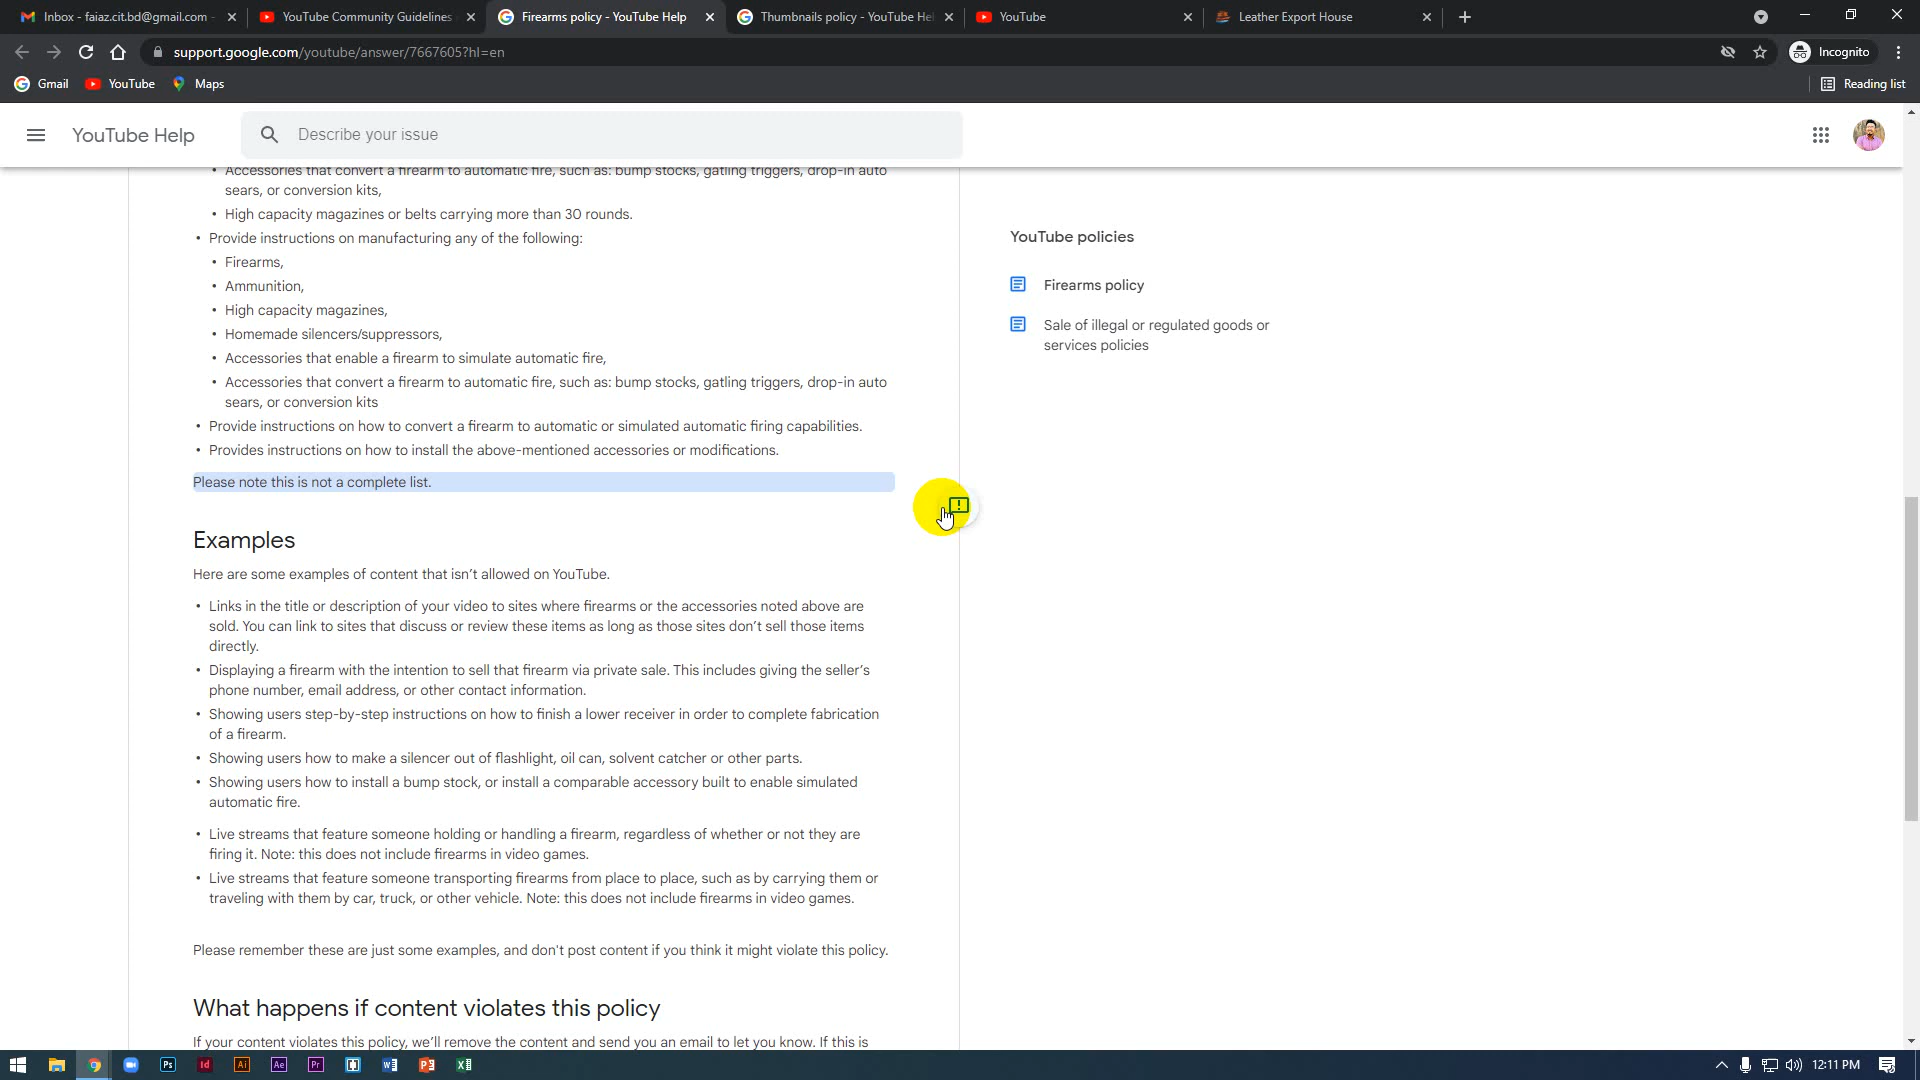 Inbox - faiaz.cit.bd@gmail.com -
YouTube Community Guidelines
Firearms policy - YouTube Help
Thumbnails policy - YouTube He
YouTube
Leather Export House
support.google.com/youtube/answer/7667605?hl=en
Incognito
Gmail
YouTube
Maps
Reading list
YouTube Help
Describe your issue
• Accessories that convert a firearm to automatic fire, such as: bump stocks, gatling triggers, drop-in auto
sears, or conversion kits,
• High capacity magazines or belts carrying more than 30 rounds.
• Provide instructions on manufacturing any of the following:
• Firearms,
• Ammunition,
• High capacity magazines,
• Homemade silencers/suppressors,
• Accessories that enable a firearm to simulate automatic fire,
• Accessories that convert a firearm to automatic fire, such as: bump stocks, gatling triggers, drop-in auto
sears, or conversion kits
• Provide instructions on how to convert a firearm to automatic or simulated automatic firing capabilities.
• Provides instructions on how to install the above-mentioned accessories or modifications.
Please note this is not a complete list.
Examples
Here are some examples of content that isn’t allowed on YouTube.
• Links in the title or description of your video to sites where firearms or the accessories noted above are
sold. You can link to sites that discuss or review these items as long as those sites don’t sell those items
directly.
• Displaying a firearm with the intention to sell that firearm via private sale. This includes giving the seller’s
phone number, email address, or other contact information.
• Showing users step-by-step instructions on how to finish a lower receiver in order to complete fabrication
of a firearm.
• Showing users how to make a silencer out of flashlight, oil can, solvent catcher or other parts.
• Showing users how to install a bump stock, or install a comparable accessory built to enable simulated
automatic fire.
• Live streams that feature someone holding or handling a firearm, regardless of whether or not they are
firing it. Note: this does not include firearms in video games.
• Live streams that feature someone transporting firearms from place to place, such as by carrying them or
traveling with them by car, truck, or other vehicle. Note: this does not include firearms in video games.
Please remember these are just some examples, and don't post content if you think it might violate this policy.
What happens if content violates this policy
If your content violates this policy, we’ll remove the content and send you an email to let you know. If this is
YouTube policies
Firearms policy
Sale of illegal or regulated goods or
services policies
Ps
Id
Ai
Ae
Pr
12:11 PM